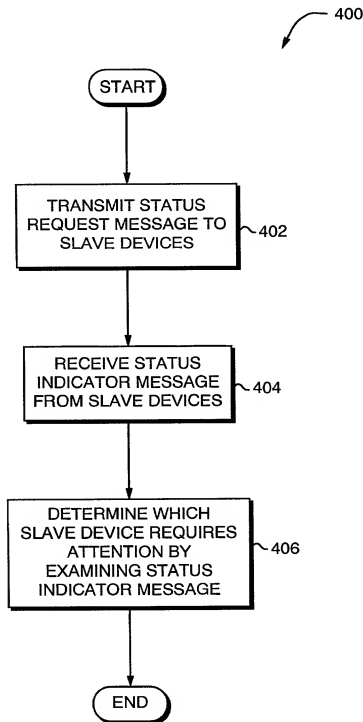 400
START
TRANSMIT STATUS
REQUEST MESSAGE TO
SLAVE DEVICES
402
RECEIVE STATUS
INDICATOR MESSAGE
FROM SLAVE DEVICES
404
DETERMINE WHICH
SLAVE DEVICE REQUIRES
ATTENTION BY
EXAMINING STATUS
INDICATOR MESSAGE
406
END